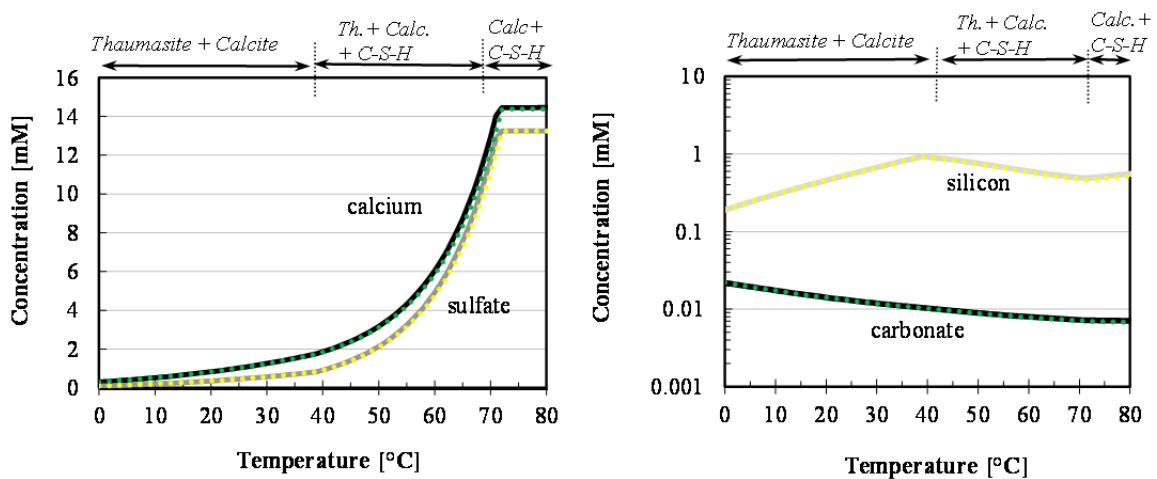 Thaumasite + Calcite
Th. + Calc.
+ C-S-H
Calc+
C-S-H
16
14
12
10
8
6
4
2
0
Concentration [mM]
calcium
sulfate
0 10 20 30 40 50 60 70 80
Temperature [°C]
Thaumasite + Calcite
Th. + Calc.
+ C-S-H
Calc. +
C-S-H
10
1
0.1
0.01
0.001
Concentration [mM]
silicon
carbonate
0 10 20 30 40 50 60 70 80
Temperature [°C]